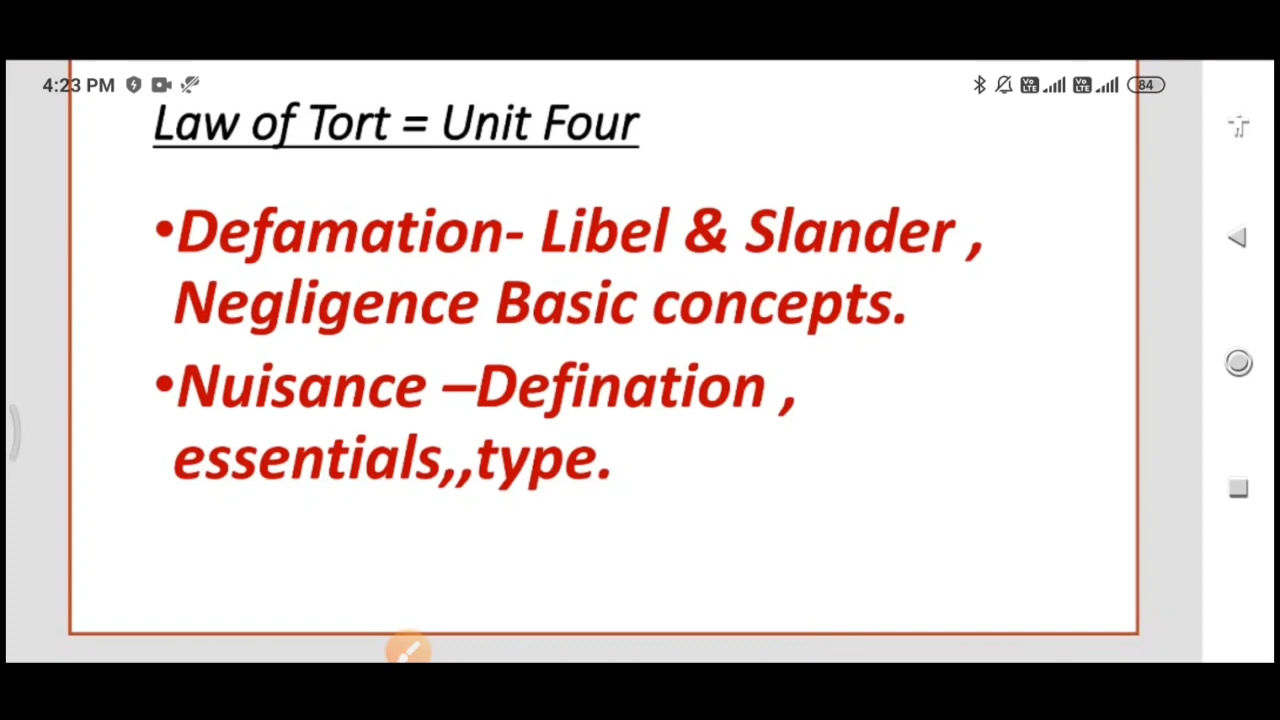 4:23 PM 84
Law of Tort = Unit Four
•Defamation- Libel & Slander ,
Negligence Basic concepts.
•Nuisance –Defination ,
essentials,,type.